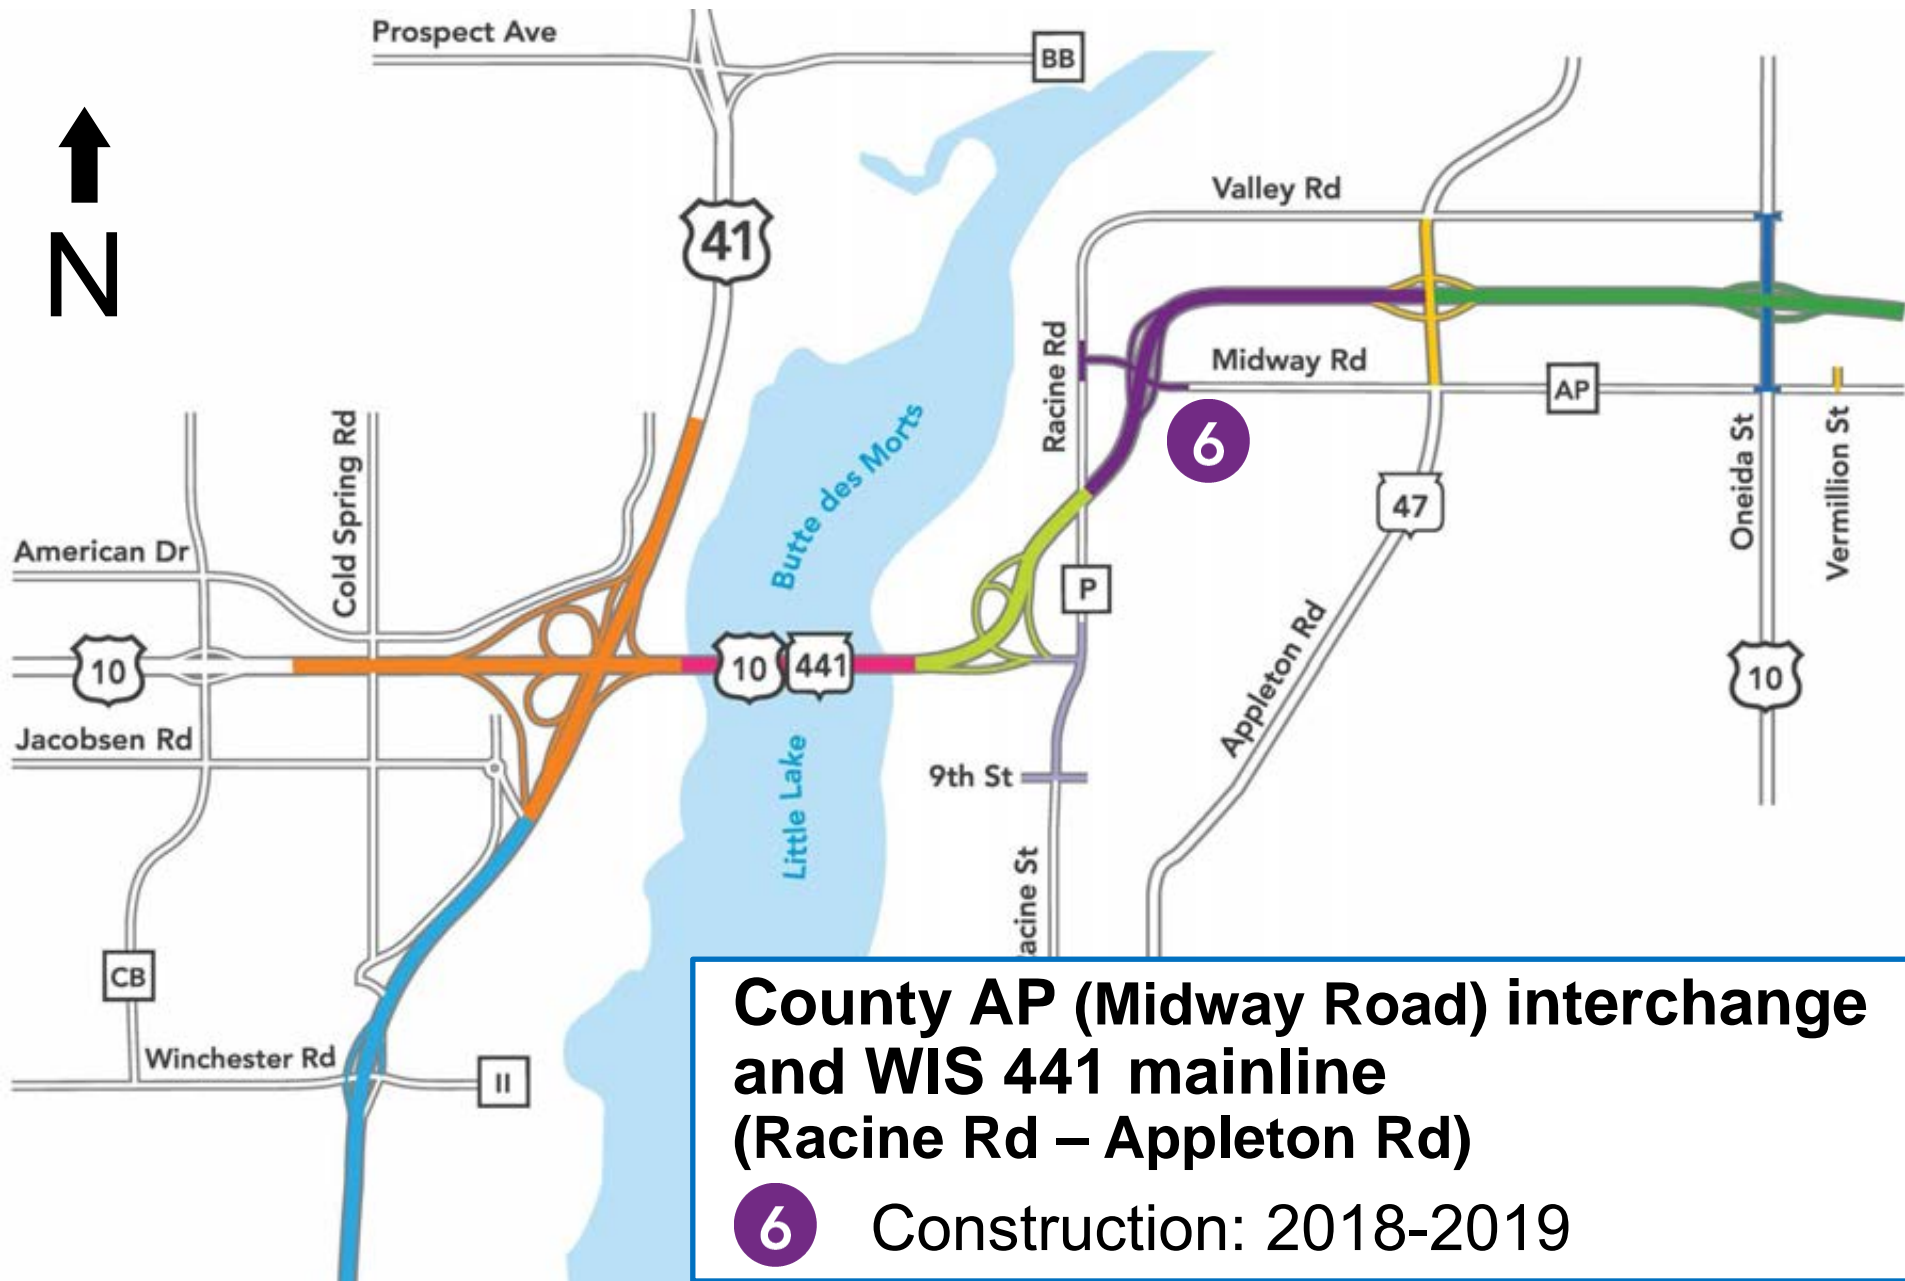 Prospect Ave
BB
N
41
Valley Rd
Racine Rd
Midway Rd
AP
6
Butte des Morts
Cold Spring Rd
American Dr
47
Oneida St
Vermillion St
P
10
10
441
Appleton Rd
10
Jacobsen Rd
9th St
Little Lake
acine St
CB
Winchester Rd
II
County AP (Midway Road) interchange
and WIS 441 mainline
(Racine Rd – Appleton Rd)
6 Construction: 2018-2019